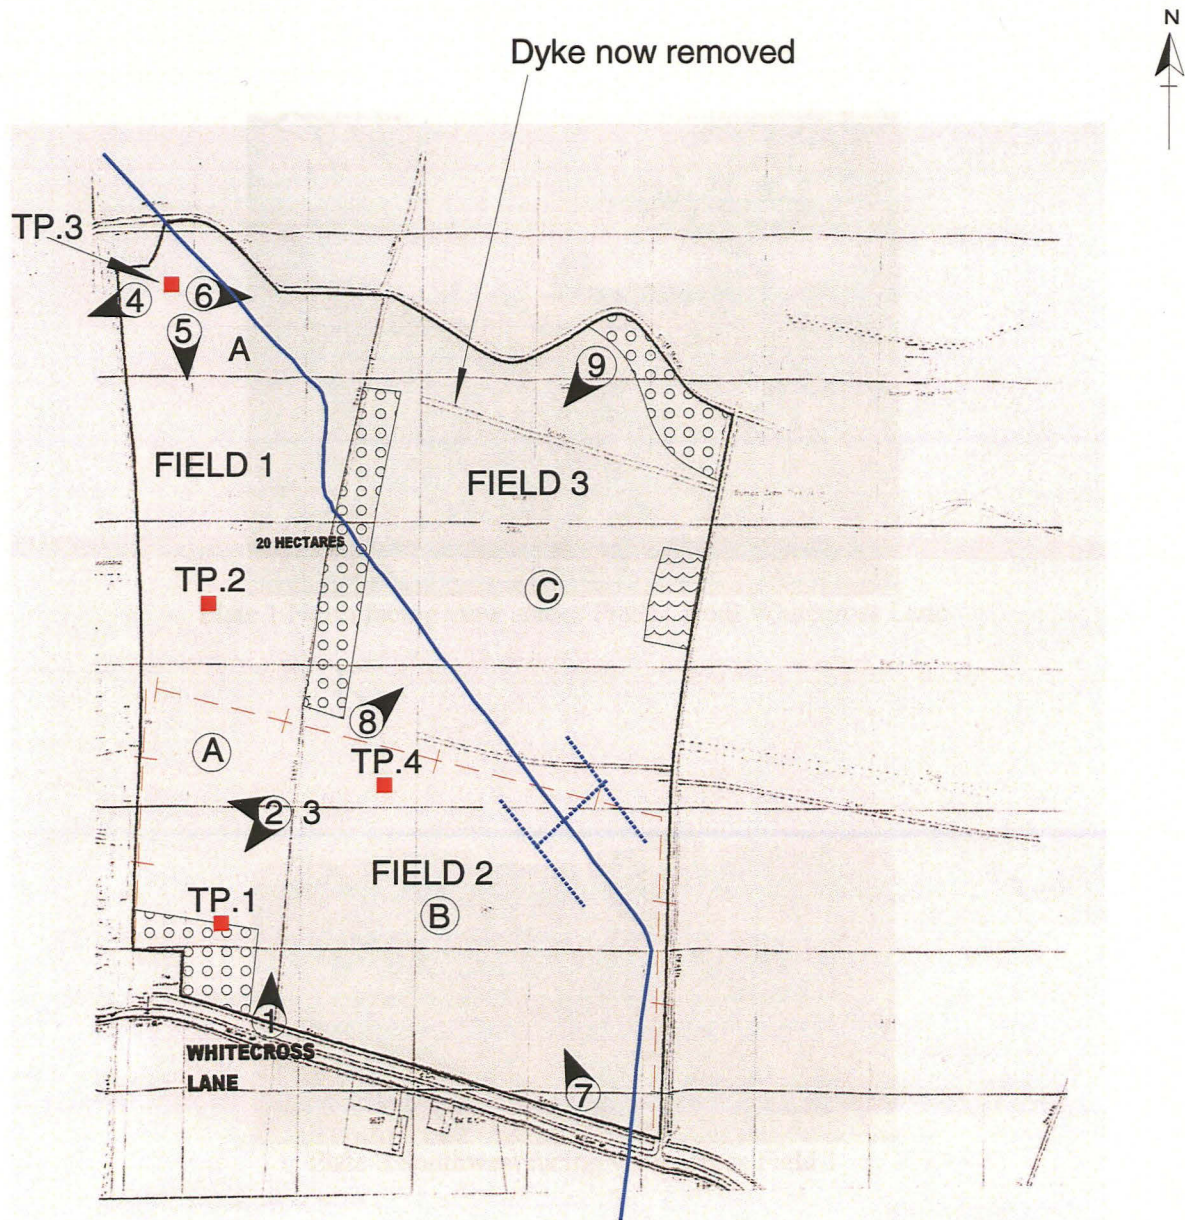 N
Dyke now removed
TP.3
4
6
5
A
9
FIELD 1
FIELD 3
20 HECTARES
TP.2
C
8
A
TP.4
2 3
FIELD 2
TP.1
B
1
WHITECROSS
LANE
7